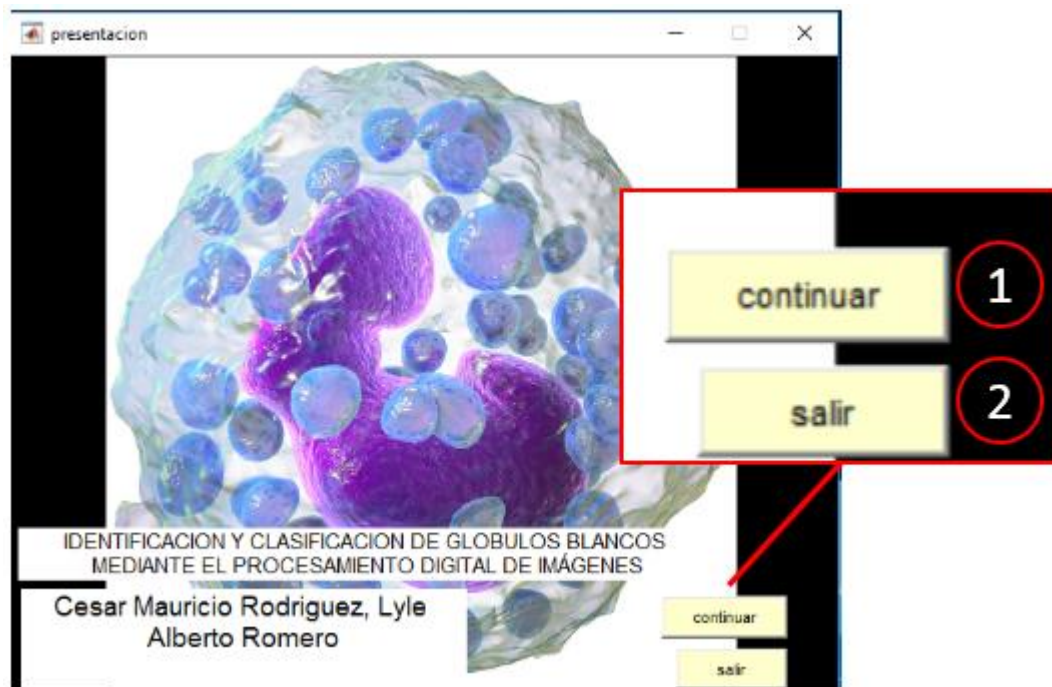 presentacion
continuar
1
salir
2
IDENTIFICACION Y CLASIFICACION DE GLOBULOS BLANCOS
MEDIANTE EL PROCESAMIENTO DIGITAL DE IMÁGENES
Cesar Mauricio Rodriguez, Lyle
Alberto Romero
continuar
salir